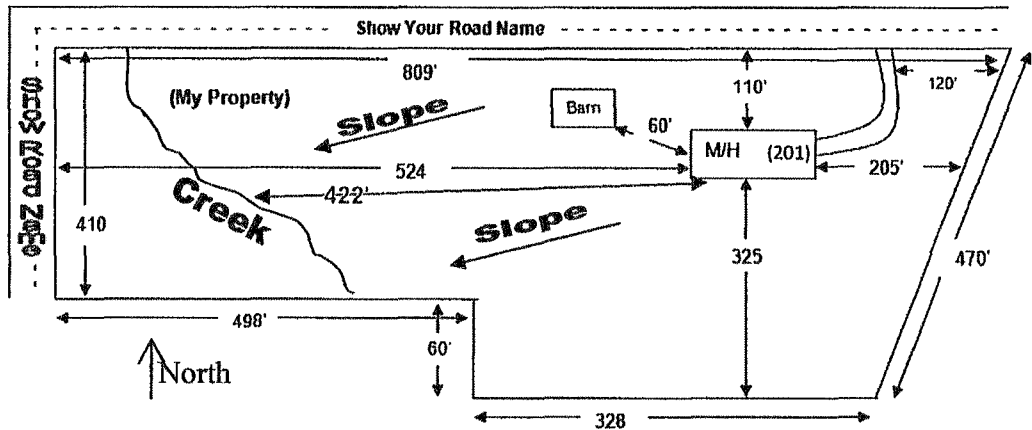 Show Your Road Name
SHOW ROAD NAME
809'
(My Property)
Slope
110'
120'
Barn
60'
M/H (201)
524
205'
422'
Creek
410
Slope
325
470'
498'
60'
North
328